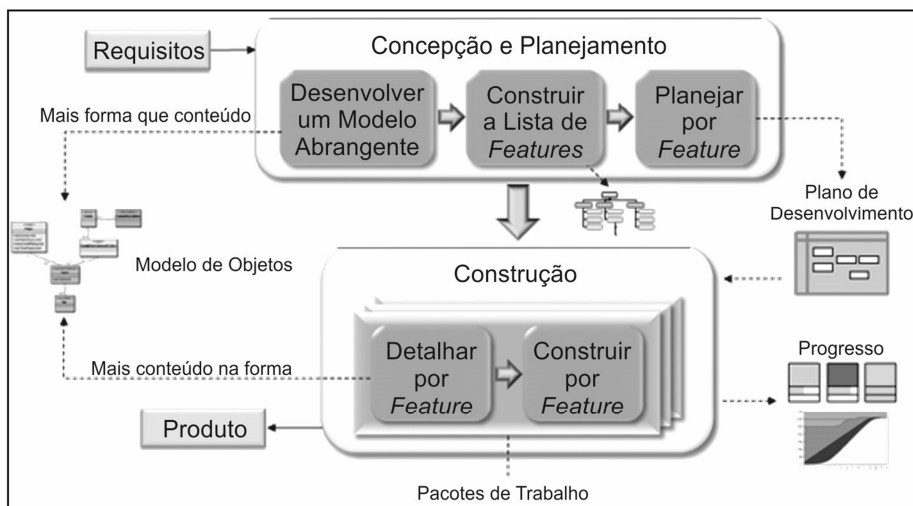 Requisitos
Concepção e Planejamento
Desenvolver
um Modelo
Abrangente
Construir
a Lista de
Features
Planejar
por
Feature
Mais forma que conteúdo
Plano de
Desenvolvimento
Modelo de Objetos
Construção
Detalhar
por
Feature
Construir
por
Feature
Mais conteúdo na forma
Progresso
Produto
Pacotes de Trabalho